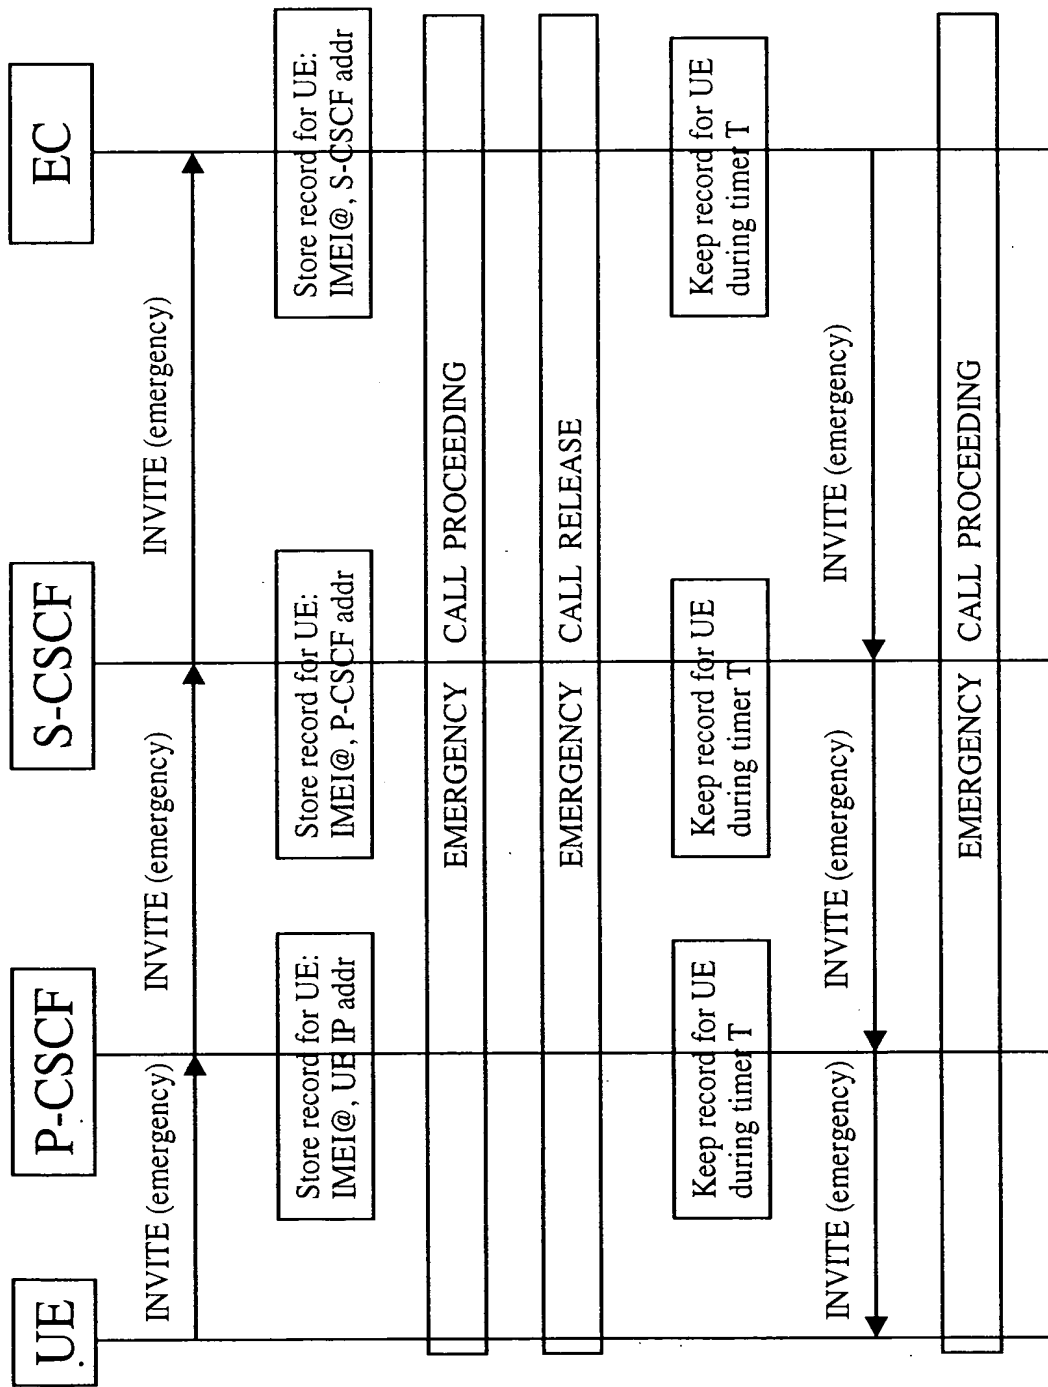 UE
P-CSCF
S-CSCF
EC
INVITE (emergency)
INVITE (emergency)
INVITE (emergency)
Store record for UE:
IMEI@, UE IP addr
Store record for UE:
IMEI@, P-CSCF addr
Store record for UE:
IMEI@, S-CSCF addr
EMERGENCY CALL PROCEEDING
EMERGENCY CALL RELEASE
Keep record for UE
during timer T
Keep record for UE
during timer T
Keep record for UE
during timer T
INVITE (emergency)
INVITE (emergency)
INVITE (emergency)
EMERGENCY CALL PROCEEDING